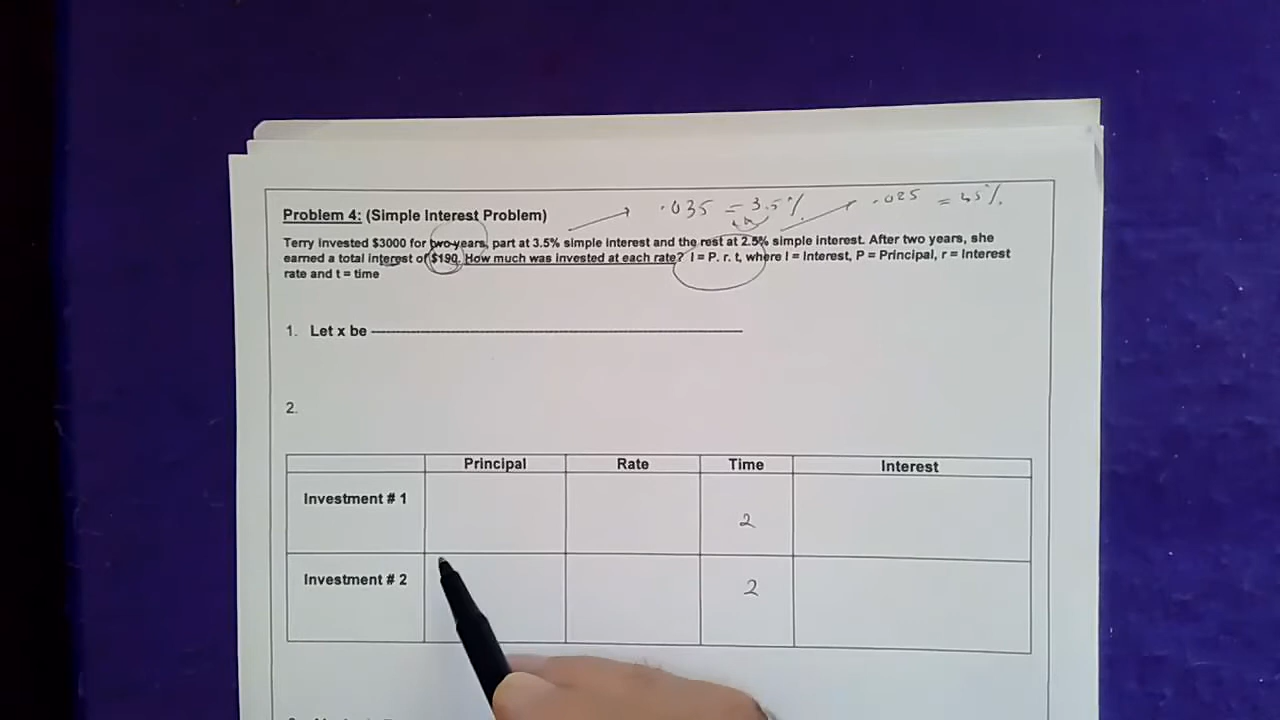 .035 = 3.5% .025 = 2.5%
Problem 4: (Simple Interest Problem)
Terry invested $3000 for two years, part at 3.5% simple interest and the rest at 2.5% simple interest. After two years, she
earned a total interest of $190. How much was invested at each rate? I = P. r. t, where I = Interest, P = Principal, r = Interest
rate and t = time
1. Let x be
2.
Principal Rate Time Interest
Investment # 1 2
Investment # 2 2